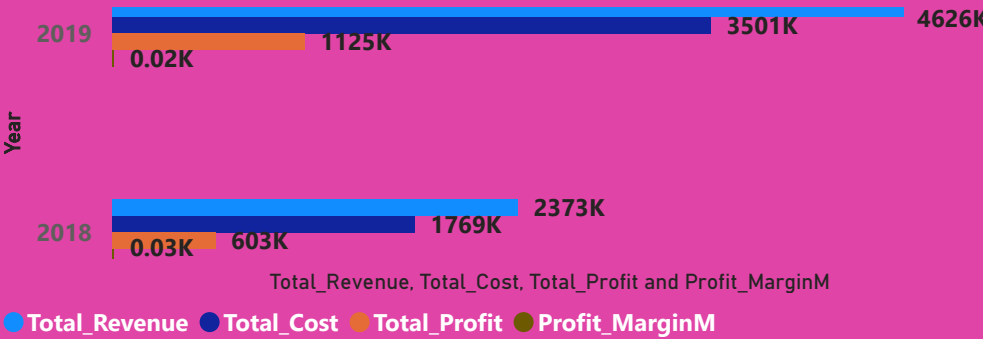 4626K
3501K
2019
1125K
0.02K
Year
2373K
1769K
2018
603K
0.03K
Total_Revenue, Total_Cost, Total_Profit and Profit_MarginM
Total_Revenue Total_Cost Total_Profit Profit_MarginM